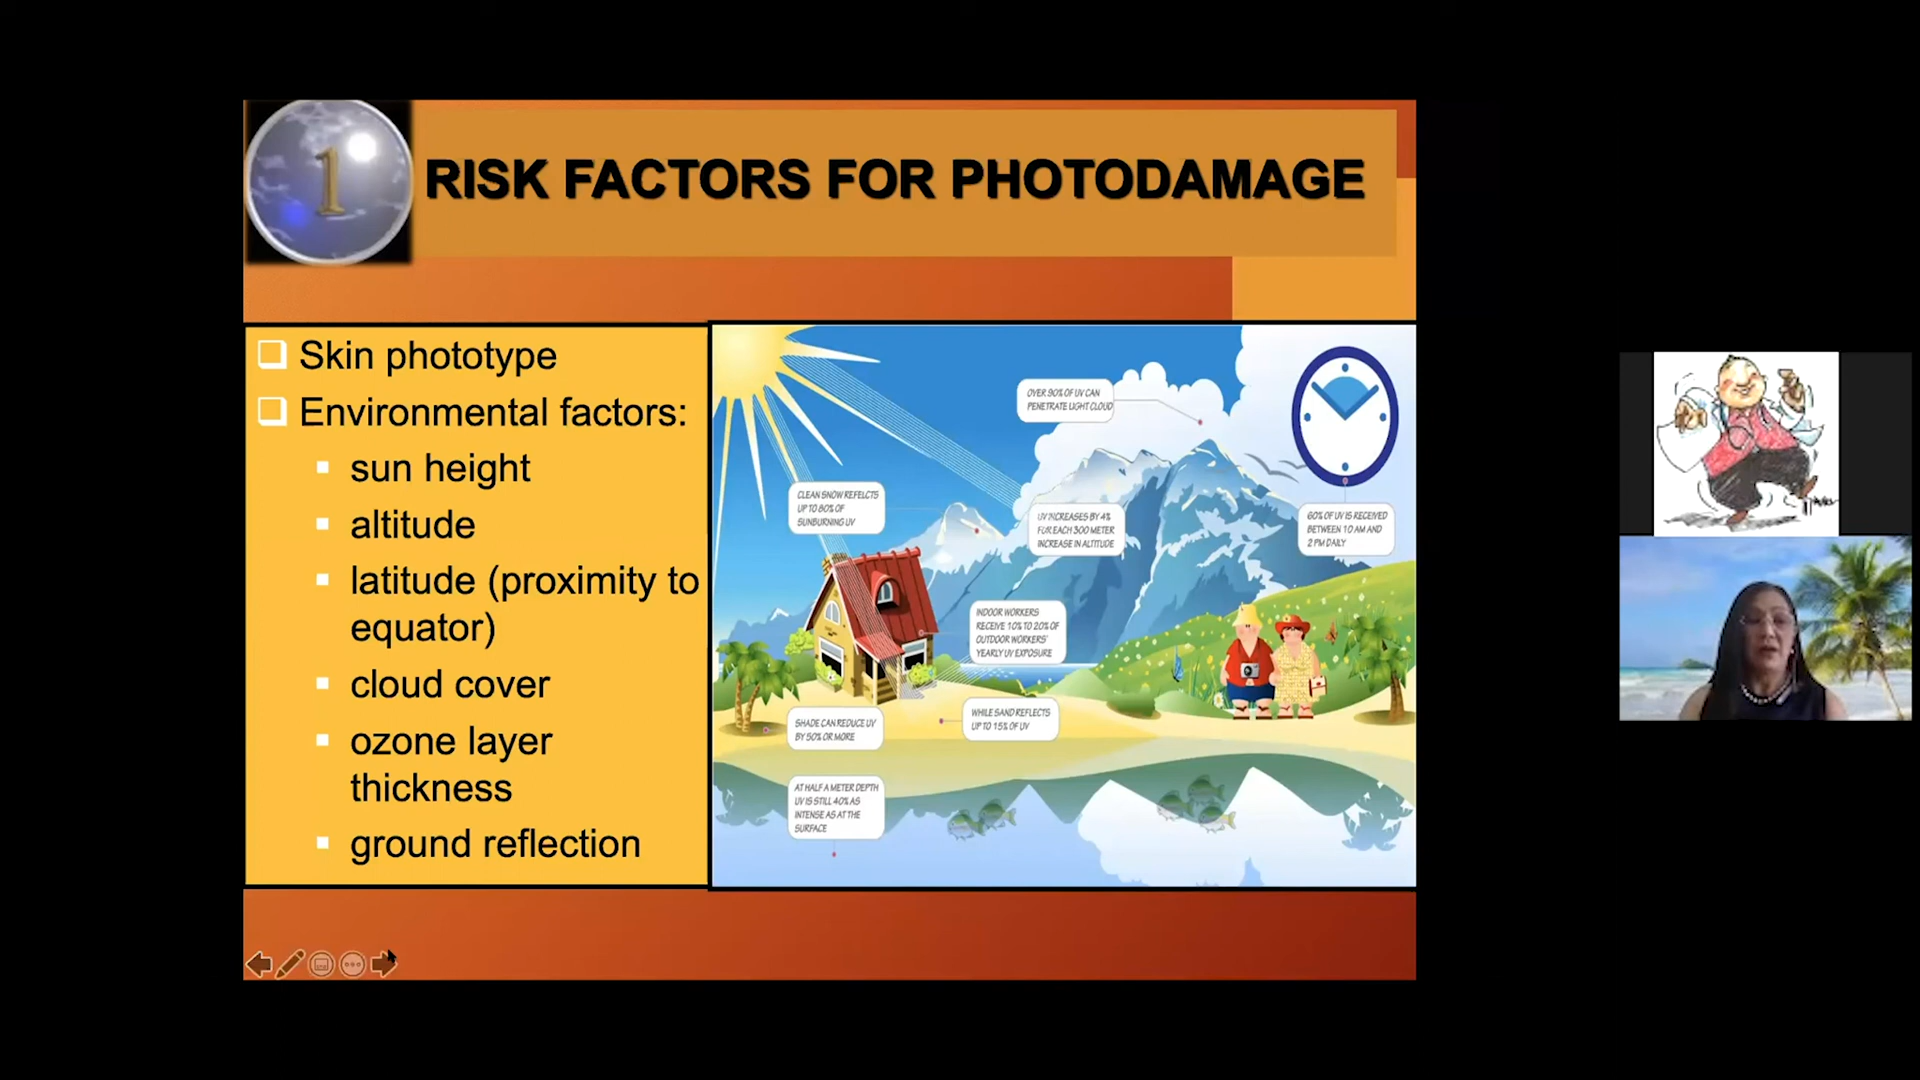 1
RISK FACTORS FOR PHOTODAMAGE
Skin phototype
Environmental factors:
sun height
altitude
latitude (proximity to
equator)
cloud cover
ozone layer
thickness
ground reflection
OVER 90% OF UV CAN
PENETRATE LIGHT CLOUD
CLEAN SNOW REFELCTS
UP TO 80% OF
SUNBURNING UV
UV INCREASES BY 4%
FOR EACH 300 METER
INCREASE IN ALTITUDE
60% OF UV IS RECEIVED
BETWEEN 10 AM AND
2 PM DAILY
INDOOR WORKERS
RECEIVE 10% TO 20% OF
OUTDOOR WORKERS'
YEARLY UV EXPOSURE
SHADE CAN REDUCE UV
BY 50% OR MORE
WHILE SAND REFLECTS
UP TO 15% OF UV
AT HALF A METER DEPTH
UV IS STILL 40% AS
INTENSE AS AT THE
SURFACE